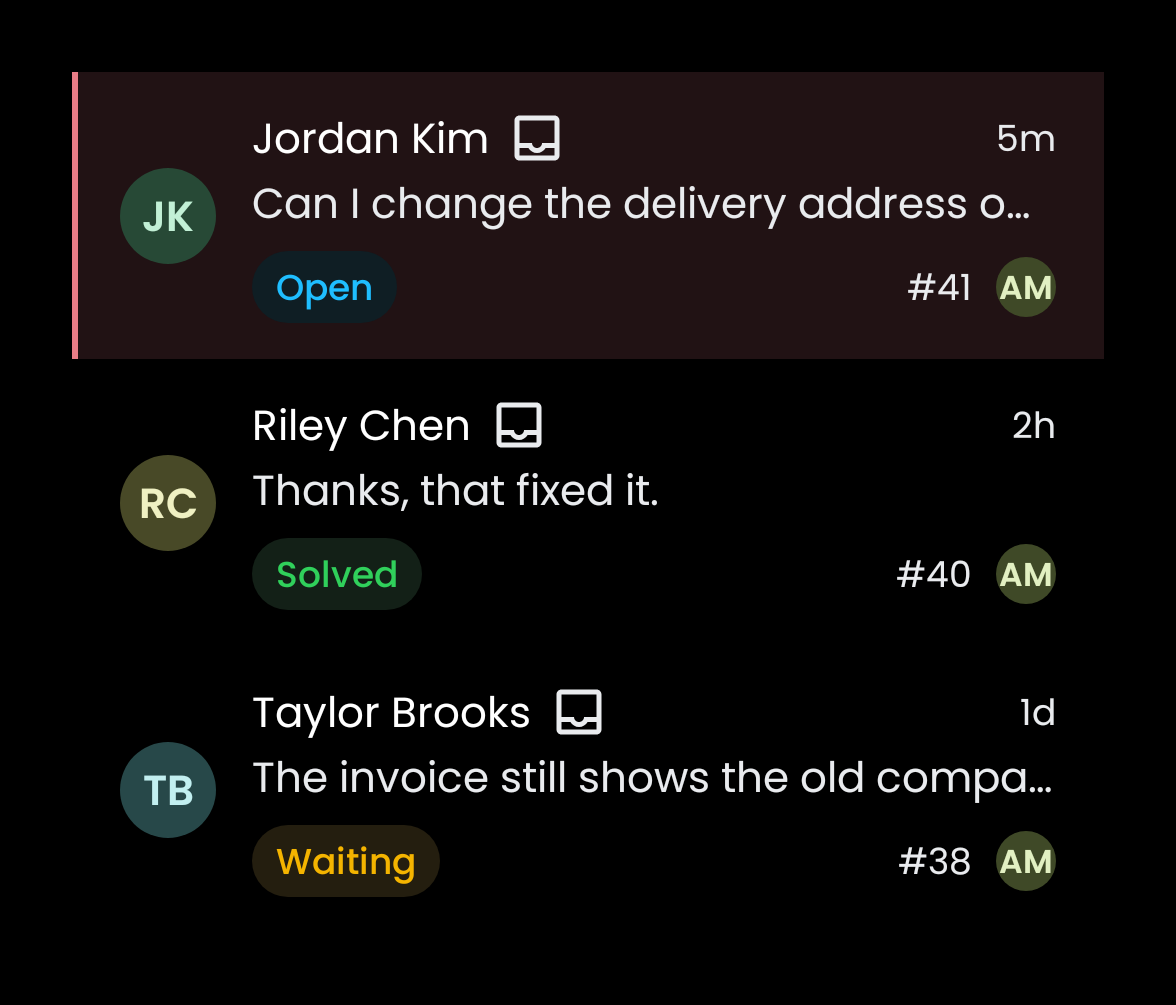 Jordan Kim 5m
JK
Can I change the delivery address o...
Open #41 AM
Riley Chen 2h
RC
Thanks, that fixed it.
Solved #40 AM
Taylor Brooks 1d
TB
The invoice still shows the old compa...
Waiting #38 AM